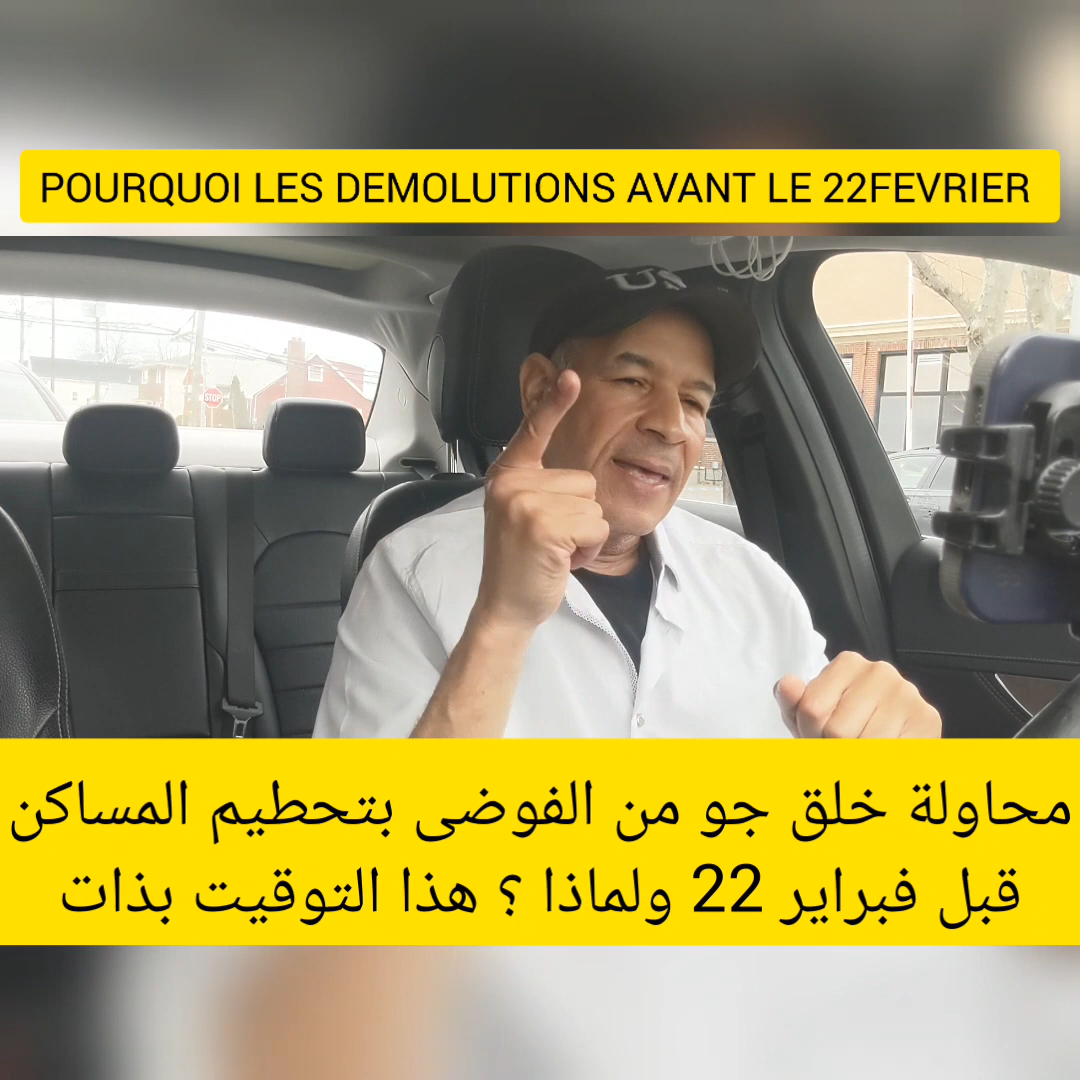 POURQUOI LES DEMOLUTIONS AVANT LE 22FEVRIER
STOP
محاولة خلق جو من الفوضى بتحطيم المساكن
قبل فبراير 22 ولماذا ؟ هذا التوقيت بذات